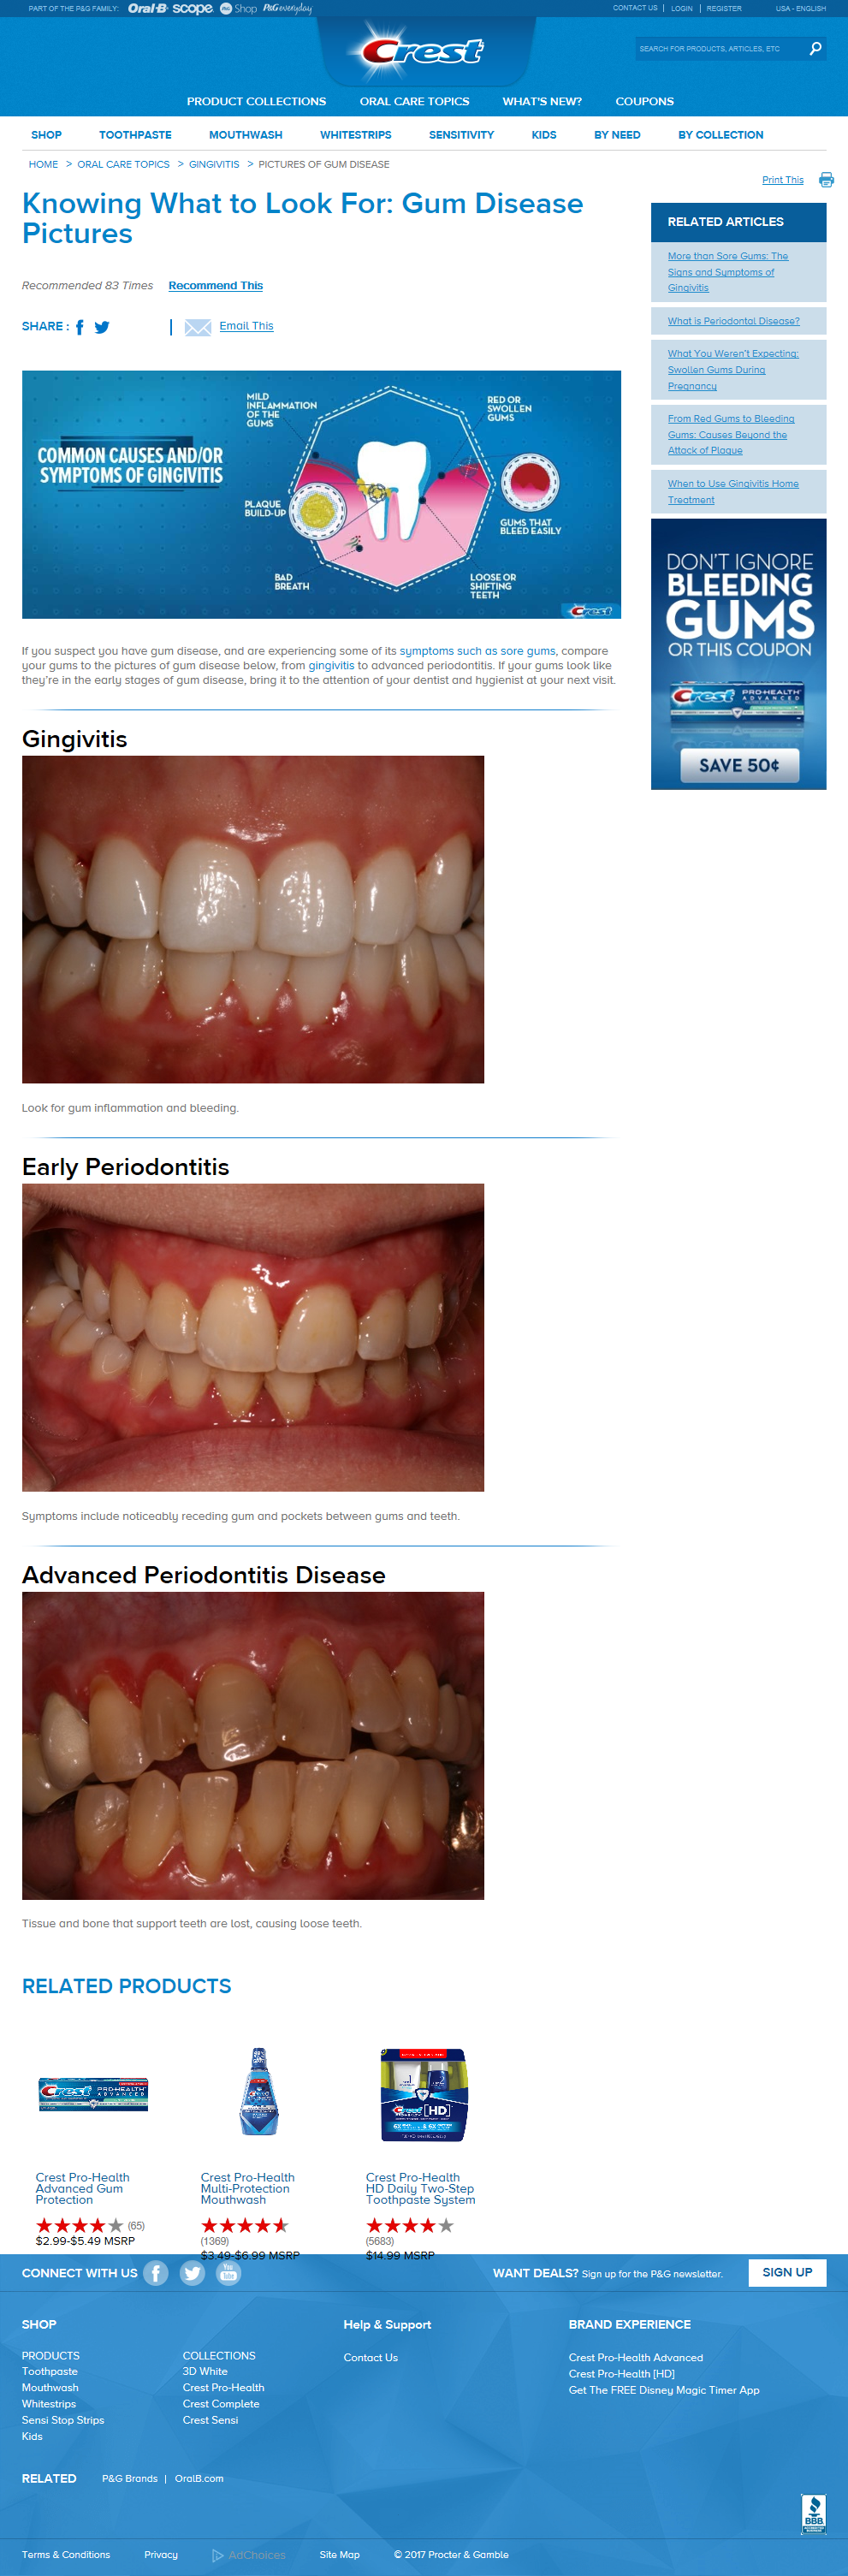 PART OF THE P&G FAMILY: Oral-B scope P&G Shop P&G everyday CONTACT US | LOGIN | REGISTER USA - ENGLISH
Crest
SEARCH FOR PRODUCTS, ARTICLES, ETC
PRODUCT COLLECTIONS ORAL CARE TOPICS WHAT'S NEW? COUPONS
SHOP TOOTHPASTE MOUTHWASH WHITESTRIPS SENSITIVITY KIDS BY NEED BY COLLECTION
HOME > ORAL CARE TOPICS > GINGIVITIS > PICTURES OF GUM DISEASE
Print This
Knowing What to Look For: Gum Disease
Pictures
Recommended 83 Times Recommend This
SHARE : | Email This
COMMON CAUSES AND/OR
SYMPTOMS OF GINGIVITIS
MILD
INFLAMMATION
OF THE
GUMS
RED OR
SWOLLEN
GUMS
PLAQUE
BUILD-UP
GUMS THAT
BLEED EASILY
BAD
BREATH
LOOSE OR
SHIFTING
TEETH
Crest
RELATED ARTICLES
More than Sore Gums: The
Signs and Symptoms of
Gingivitis
What is Periodontal Disease?
What You Weren't Expecting:
Swollen Gums During
Pregnancy
From Red Gums to Bleeding
Gums: Causes Beyond the
Attack of Plaque
When to Use Gingivitis Home
Treatment
DON'T IGNORE
BLEEDING
GUMS
OR THIS COUPON
Crest PRO-HEALTH
ADVANCED
SAVE 50¢
If you suspect you have gum disease, and are experiencing some of its symptoms such as sore gums, compare
your gums to the pictures of gum disease below, from gingivitis to advanced periodontitis. If your gums look like
they're in the early stages of gum disease, bring it to the attention of your dentist and hygienist at your next visit.
Gingivitis
Look for gum inflammation and bleeding.
Early Periodontitis
Symptoms include noticeably receding gum and pockets between gums and teeth.
Advanced Periodontitis Disease
Tissue and bone that support teeth are lost, causing loose teeth.
RELATED PRODUCTS
Crest PRO-HEALTH
ADVANCED
Crest [HD]
Crest Pro-Health
Advanced Gum
Protection
(65)
$2.99-$5.49 MSRP
Crest Pro-Health
Multi-Protection
Mouthwash
(1369)
$3.49-$6.99 MSRP
Crest Pro-Health
HD Daily Two-Step
Toothpaste System
(5683)
$14.99 MSRP
CONNECT WITH US You Tube WANT DEALS? Sign up for the P&G newsletter. SIGN UP
SHOP
PRODUCTS
Toothpaste
Mouthwash
Whitestrips
Sensi Stop Strips
Kids
COLLECTIONS
3D White
Crest Pro-Health
Crest Complete
Crest Sensi
Help & Support
Contact Us
BRAND EXPERIENCE
Crest Pro-Health Advanced
Crest Pro-Health [HD]
Get The FREE Disney Magic Timer App
RELATED P&G Brands | OralB.com
BBB
Terms & Conditions Privacy AdChoices Site Map © 2017 Procter & Gamble